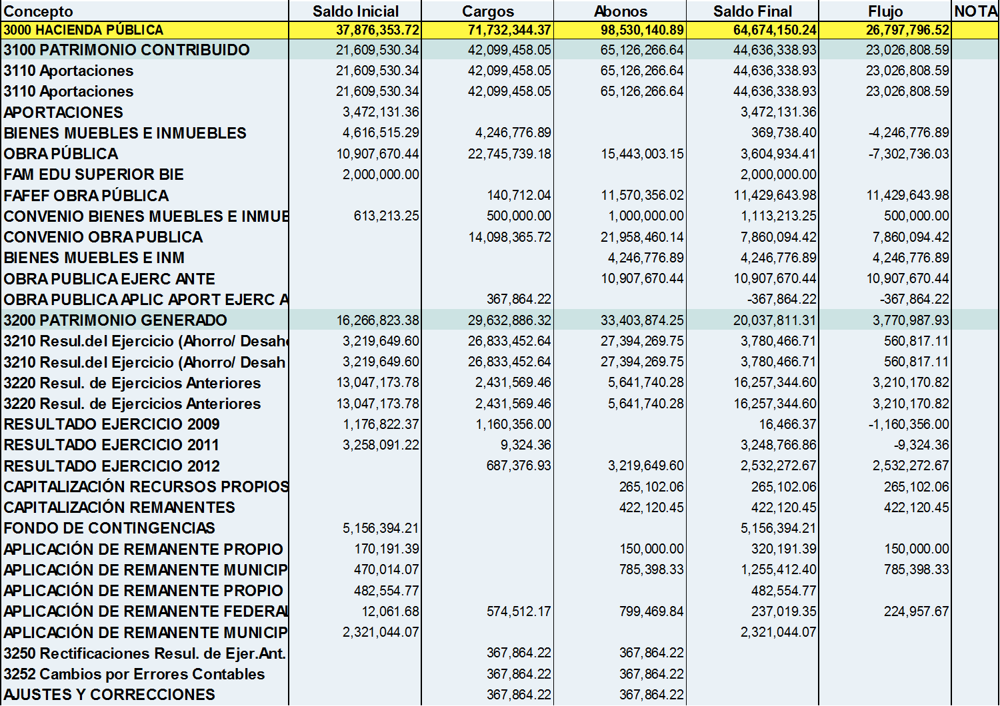 Concepto Saldo Inicial Cargos Abonos Saldo Final Flujo NOTA
3000 HACIENDA PÚBLICA 37,876,353.72 71,732,344.37 98,530,140.89 64,674,150.24 26,797,796.52
3100 PATRIMONIO CONTRIBUIDO 21,609,530.34 42,099,458.05 65,126,266.64 44,636,338.93 23,026,808.59
3110 Aportaciones 21,609,530.34 42,099,458.05 65,126,266.64 44,636,338.93 23,026,808.59
3110 Aportaciones 21,609,530.34 42,099,458.05 65,126,266.64 44,636,338.93 23,026,808.59
APORTACIONES 3,472,131.36 3,472,131.36
BIENES MUEBLES E INMUEBLES 4,616,515.29 4,246,776.89 369,738.40 -4,246,776.89
OBRA PÚBLICA 10,907,670.44 22,745,739.18 15,443,003.15 3,604,934.41 -7,302,736.03
FAM EDU SUPERIOR BIE 2,000,000.00 2,000,000.00
FAFEF OBRA PÚBLICA 140,712.04 11,570,356.02 11,429,643.98 11,429,643.98
CONVENIO BIENES MUEBLES E INMUE 613,213.25 500,000.00 1,000,000.00 1,113,213.25 500,000.00
CONVENIO OBRA PUBLICA 14,098,365.72 21,958,460.14 7,860,094.42 7,860,094.42
BIENES MUEBLES E INM 4,246,776.89 4,246,776.89 4,246,776.89
OBRA PUBLICA EJERC ANTE 10,907,670.44 10,907,670.44 10,907,670.44
OBRA PUBLICA APLIC APORT EJERC A 367,864.22 -367,864.22 -367,864.22
3200 PATRIMONIO GENERADO 16,266,823.38 29,632,886.32 33,403,874.25 20,037,811.31 3,770,987.93
3210 Resul.del Ejercicio (Ahorro/ Desaho 3,219,649.60 26,833,452.64 27,394,269.75 3,780,466.71 560,817.11
3210 Resul.del Ejercicio (Ahorro/ Desah 3,219,649.60 26,833,452.64 27,394,269.75 3,780,466.71 560,817.11
3220 Resul. de Ejercicios Anteriores 13,047,173.78 2,431,569.46 5,641,740.28 16,257,344.60 3,210,170.82
3220 Resul. de Ejercicios Anteriores 13,047,173.78 2,431,569.46 5,641,740.28 16,257,344.60 3,210,170.82
RESULTADO EJERCICIO 2009 1,176,822.37 1,160,356.00 16,466.37 -1,160,356.00
RESULTADO EJERCICIO 2011 3,258,091.22 9,324.36 3,248,766.86 -9,324.36
RESULTADO EJERCICIO 2012 687,376.93 3,219,649.60 2,532,272.67 2,532,272.67
CAPITALIZACIÓN RECURSOS PROPIOS 265,102.06 265,102.06 265,102.06
CAPITALIZACIÓN REMANENTES 422,120.45 422,120.45 422,120.45
FONDO DE CONTINGENCIAS 5,156,394.21 5,156,394.21
APLICACIÓN DE REMANENTE PROPIO 170,191.39 150,000.00 320,191.39 150,000.00
APLICACIÓN DE REMANENTE MUNICIP 470,014.07 785,398.33 1,255,412.40 785,398.33
APLICACIÓN DE REMANENTE PROPIO 482,554.77 482,554.77
APLICACIÓN DE REMANENTE FEDERAL 12,061.68 574,512.17 799,469.84 237,019.35 224,957.67
APLICACIÓN DE REMANENTE MUNICIP 2,321,044.07 2,321,044.07
3250 Rectificaciones Resul. de Ejer.Ant. 367,864.22 367,864.22
3252 Cambios por Errores Contables 367,864.22 367,864.22
AJUSTES Y CORRECCIONES 367,864.22 367,864.22